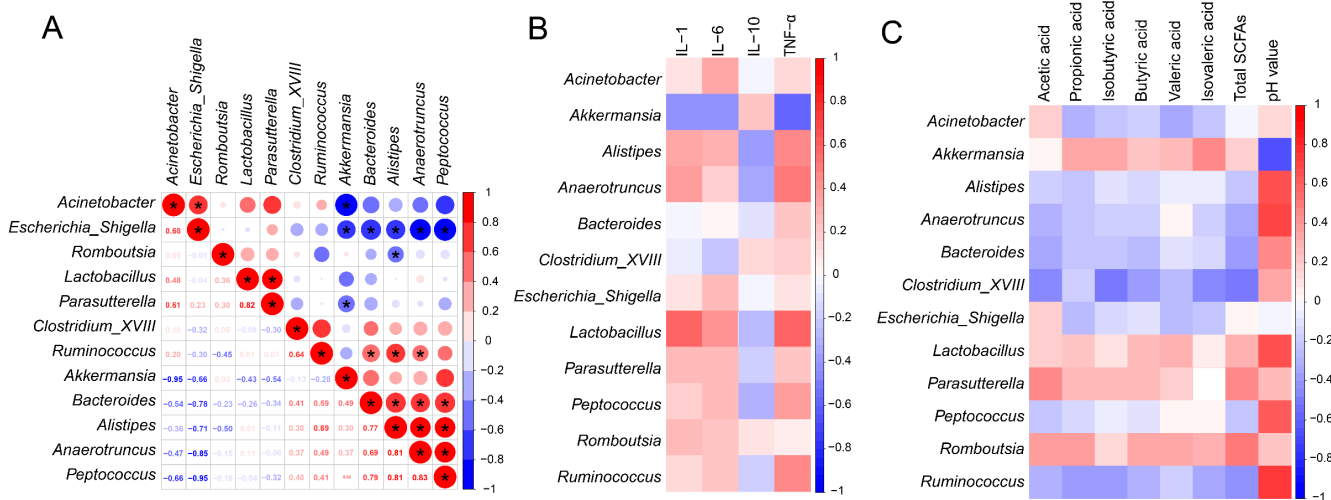 A
Acinetobacter
Escherichia_Shigella
Romboutsia
Lactobacillus
Parasutterella
Clostridium_XVIII
Ruminococcus
Akkermansia
Bacteroides
Alistipes
Anaerotruncus
Peptococcus
Acinetobacter
Escherichia_Shigella 0.68
Romboutsia
Lactobacillus 0.48 0.36
Parasutterella 0.61 0.23 0.30 0.82
Clostridium_XVIII −0.32 −0.30
Ruminococcus 0.20 −0.30 −0.45 0.64
Akkermansia −0.95 −0.66 −0.43 −0.54 −0.13 −0.28
Bacteroides −0.54 −0.78 −0.23 −0.26 −0.34 0.41 0.59 0.49
Alistipes −0.36 −0.71 −0.50 −0.11 0.30 0.69 0.30 0.77
Anaerotruncus −0.47 −0.85 0.37 0.49 0.37 0.69 0.81
Peptococcus −0.66 −0.95 −0.32 0.40 0.41 0.79 0.81 0.83
1
0.8
0.6
0.4
0.2
0
−0.2
−0.4
−0.6
−0.8
−1
B
IL−1
IL−6
IL−10
TNF−α
Acinetobacter
Akkermansia
Alistipes
Anaerotruncus
Bacteroides
Clostridium_XVIII
Escherichia_Shigella
Lactobacillus
Parasutterella
Peptococcus
Romboutsia
Ruminococcus
1
0.8
0.6
0.4
0.2
0
−0.2
−0.4
−0.6
−0.8
−1
C
Acetic acid
Propionic acid
Isobutyric acid
Butyric acid
Valeric acid
Isovaleric acid
Total SCFAs
pH value
Acinetobacter
Akkermansia
Alistipes
Anaerotruncus
Bacteroides
Clostridium_XVIII
Escherichia_Shigella
Lactobacillus
Parasutterella
Peptococcus
Romboutsia
Ruminococcus
1
0.8
0.6
0.4
0.2
0
−0.2
−0.4
−0.6
−0.8
−1